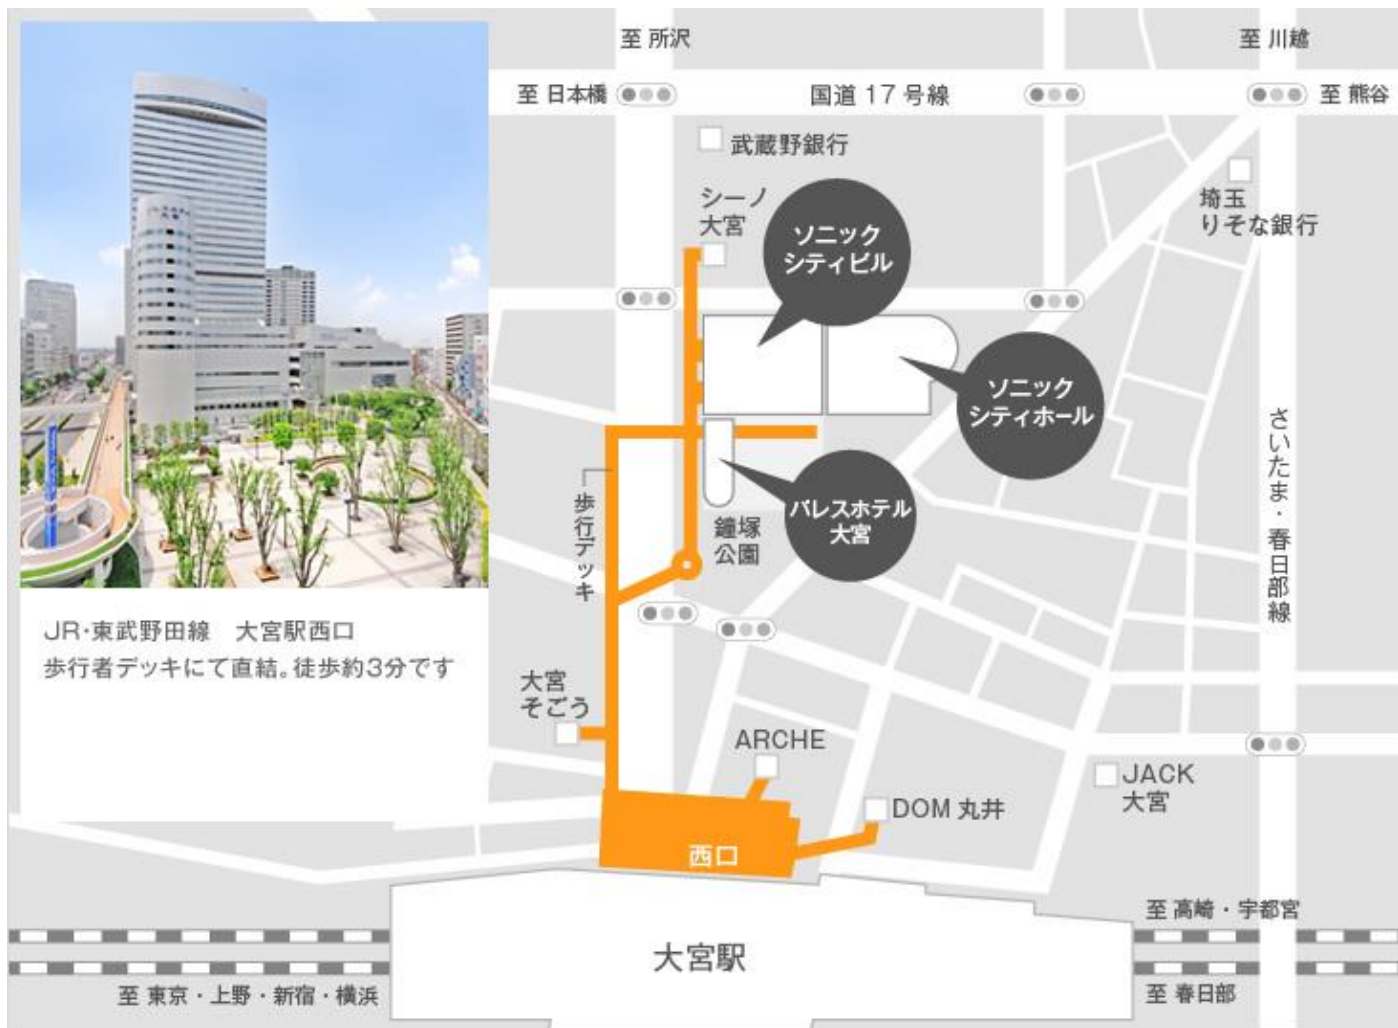 至 所沢
至 川越
至 日本橋
国道 17 号線
至 熊谷
武蔵野銀行
シーノ
大宮
埼玉
りそな銀行
ソニック
シティビル
ソニック
シティホール
パレスホテル
大宮
鐘塚
公園
歩行デッキ
さいたま・春日部線
JR・東武野田線　大宮駅西口
歩行者デッキにて直結。徒歩約3分です
大宮
そごう
ARCHE
JACK
大宮
DOM 丸井
西口
大宮駅
至 高崎・宇都宮
至 東京・上野・新宿・横浜
至 春日部